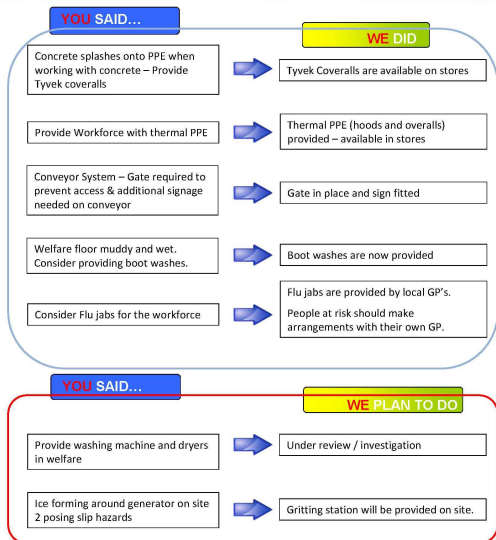 YOU SAID…
WE DID
Concrete splashes onto PPE when
working with concrete – Provide
Tyvek coveralls
Tyvek Coveralls are available on stores
Provide Workforce with thermal PPE
Thermal PPE (hoods and overalls)
provided – available in stores
Conveyor System – Gate required to
prevent access & additional signage
needed on conveyor
Gate in place and sign fitted
Welfare floor muddy and wet.
Consider providing boot washes.
Boot washes are now provided
Consider Flu jabs for the workforce
Flu jabs are provided by local GP's.
People at risk should make
arrangements with their own GP.
YOU SAID…
WE PLAN TO DO
Provide washing machine and dryers
in welfare
Under review / investigation
Ice forming around generator on site
2 posing slip hazards
Gritting station will be provided on site.